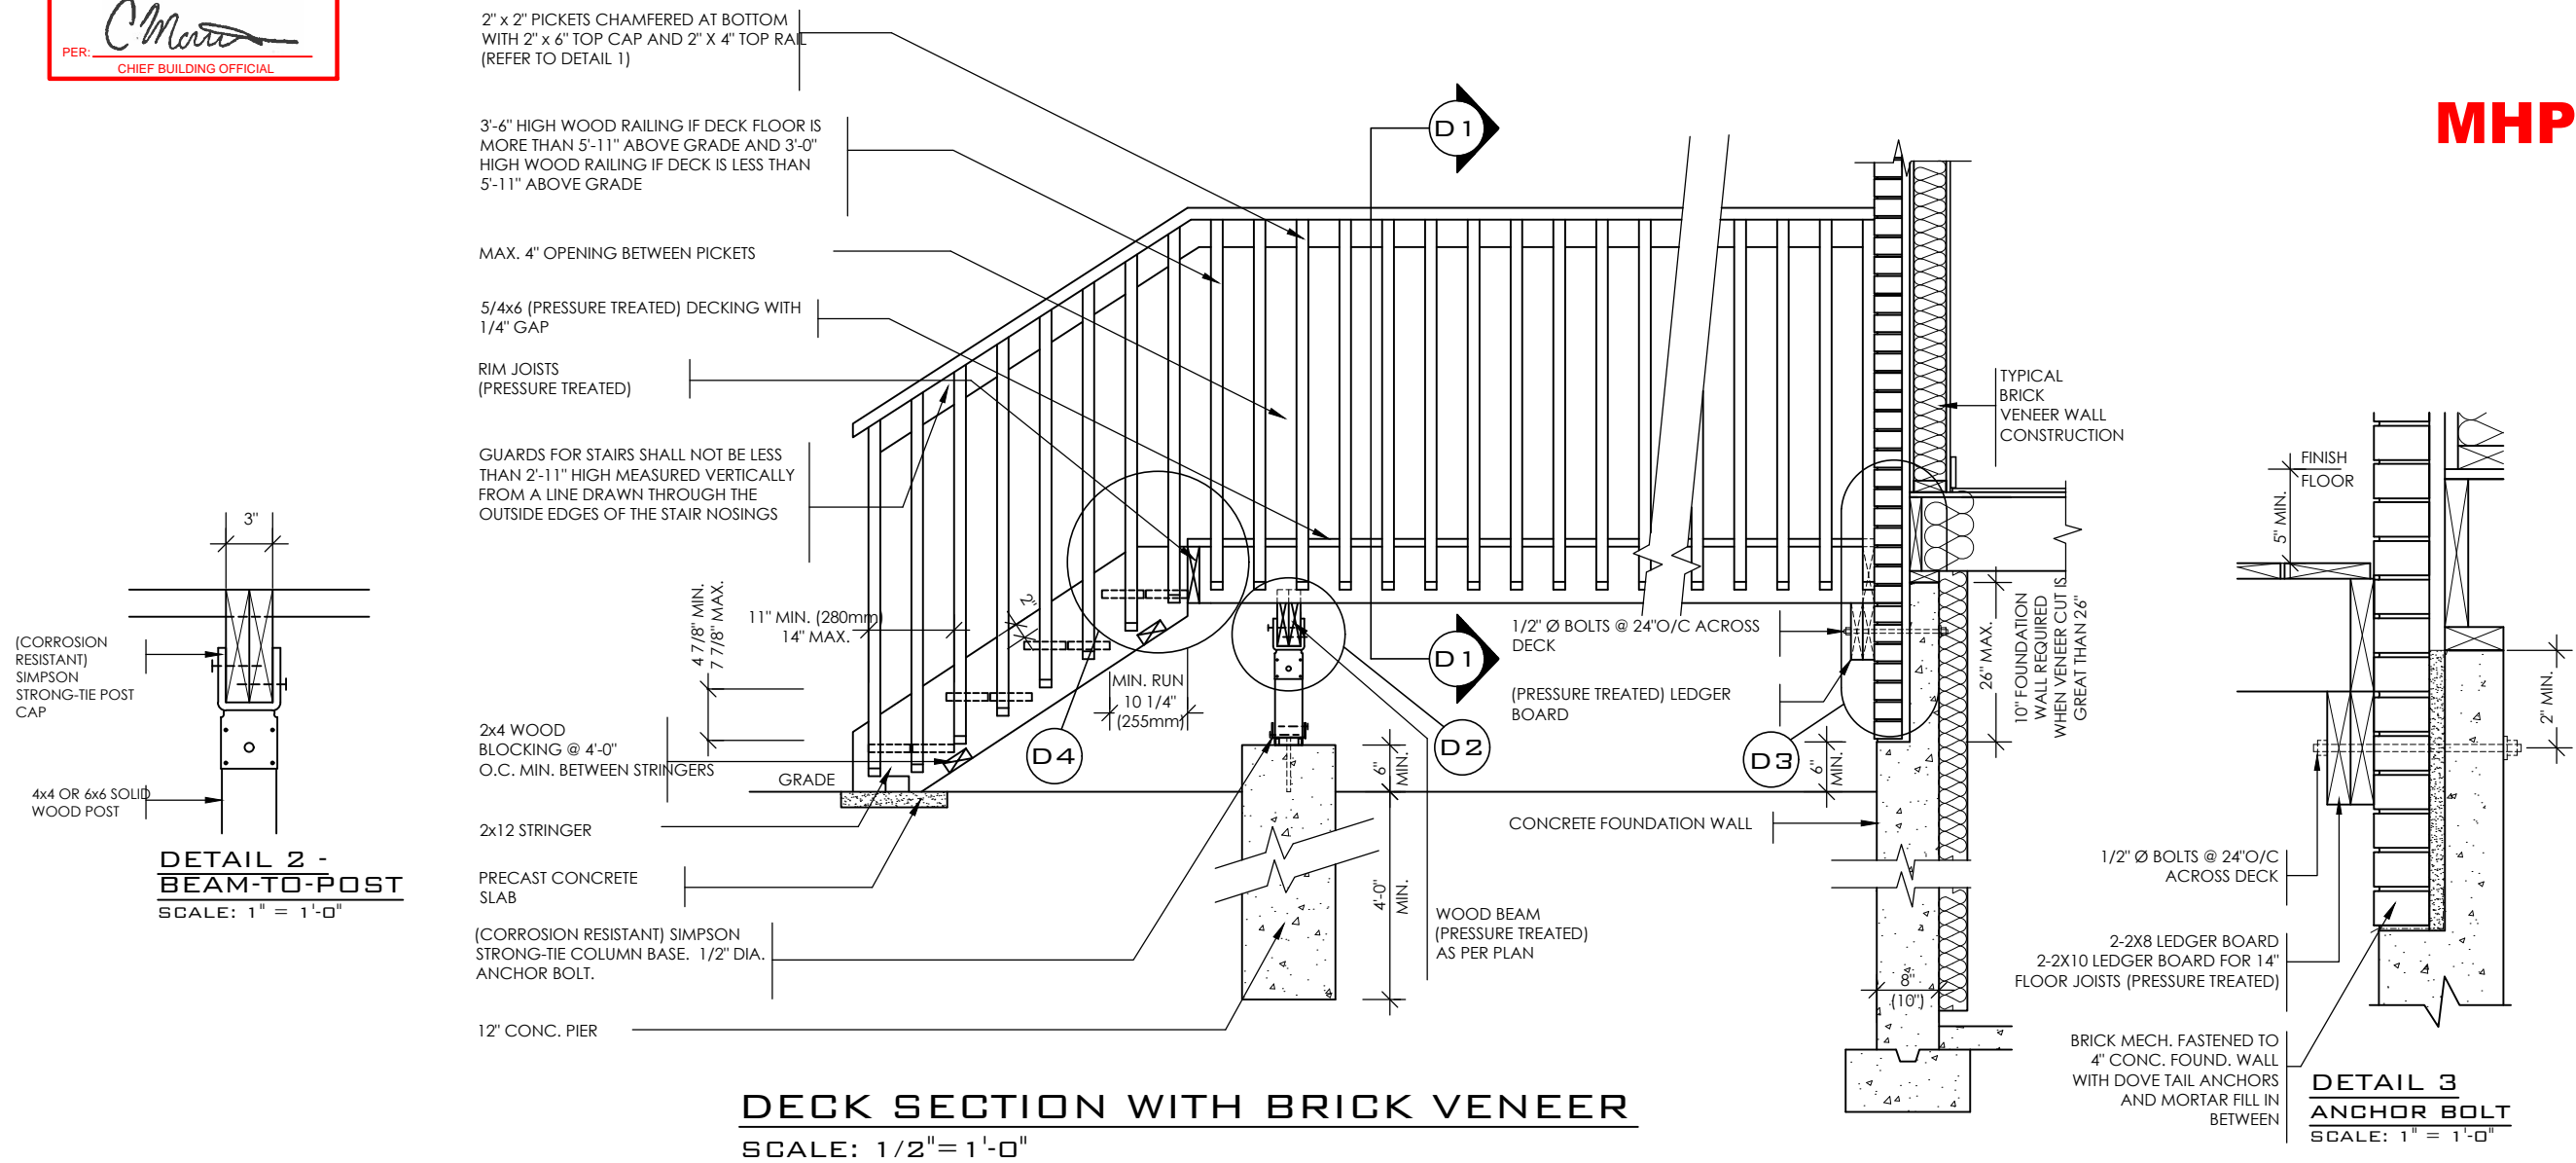 PER:
CHIEF BUILDING OFFICIAL
MHP
2" x 2" PICKETS CHAMFERED AT BOTTOM
WITH 2" x 6" TOP CAP AND 2" X 4" TOP RAIL
(REFER TO DETAIL 1)
3'-6" HIGH WOOD RAILING IF DECK FLOOR IS
MORE THAN 5'-11" ABOVE GRADE AND 3'-0"
HIGH WOOD RAILING IF DECK IS LESS THAN
5'-11" ABOVE GRADE
MAX. 4" OPENING BETWEEN PICKETS
5/4x6 (PRESSURE TREATED) DECKING WITH
1/4" GAP
RIM JOISTS
(PRESSURE TREATED)
GUARDS FOR STAIRS SHALL NOT BE LESS
THAN 2'-11" HIGH MEASURED VERTICALLY
FROM A LINE DRAWN THROUGH THE
OUTSIDE EDGES OF THE STAIR NOSINGS
4 7/8" MIN.
7 7/8" MAX.
11" MIN. (280mm)
14" MAX.
2"
2x4 WOOD
BLOCKING @ 4'-0"
O.C. MIN. BETWEEN STRINGERS
GRADE
2x12 STRINGER
PRECAST CONCRETE
SLAB
(CORROSION RESISTANT) SIMPSON
STRONG-TIE COLUMN BASE. 1/2" DIA.
ANCHOR BOLT.
12" CONC. PIER
MIN. RUN
10 1/4"
(255mm)
D4
D1
D1
D2
D3
1/2" Ø BOLTS @ 24"O/C ACROSS
DECK
(PRESSURE TREATED) LEDGER
BOARD
6"
MIN.
4'-0"
MIN.
6"
MIN.
CONCRETE FOUNDATION WALL
WOOD BEAM
(PRESSURE TREATED)
AS PER PLAN
8"
(10")
TYPICAL
BRICK
VENEER WALL
CONSTRUCTION
26" MAX.
10" FOUNDATION
WALL REQUIRED
WHEN VENEER CUT IS
GREAT THAN 26"
DECK SECTION WITH BRICK VENEER
SCALE: 1/2"=1'-0"
3"
(CORROSION
RESISTANT)
SIMPSON
STRONG-TIE POST
CAP
4x4 OR 6x6 SOLID
WOOD POST
DETAIL 2 -
BEAM-TO-POST
SCALE: 1" = 1'-0"
FINISH
FLOOR
5" MIN.
2" MIN.
1/2" Ø BOLTS @ 24"O/C
ACROSS DECK
2-2X8 LEDGER BOARD
2-2X10 LEDGER BOARD FOR 14"
FLOOR JOISTS (PRESSURE TREATED)
BRICK MECH. FASTENED TO
4" CONC. FOUND. WALL
WITH DOVE TAIL ANCHORS
AND MORTAR FILL IN
BETWEEN
DETAIL 3
ANCHOR BOLT
SCALE: 1" = 1'-0"